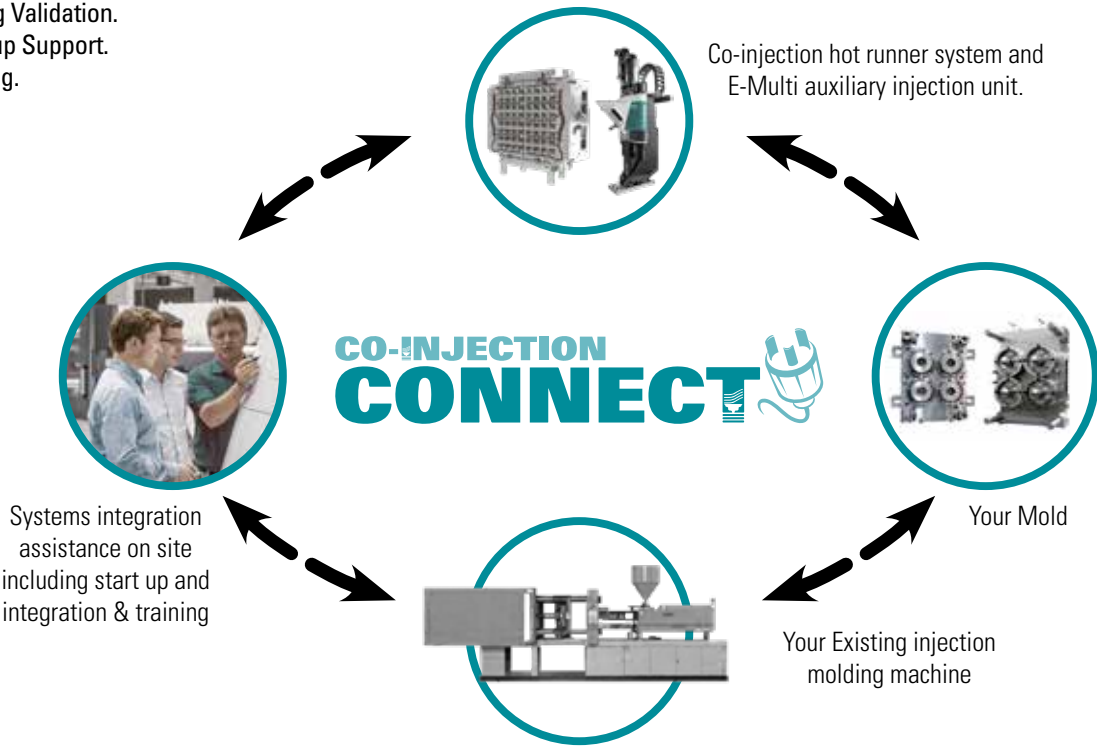 Validation.
Support.
Co-injection hot runner system and
E-Multi auxiliary injection unit.
CO-INJECTION
CONNECT
Your Mold
Systems integration
assistance on site
including start up and
integration & training
Your Existing injection
molding machine